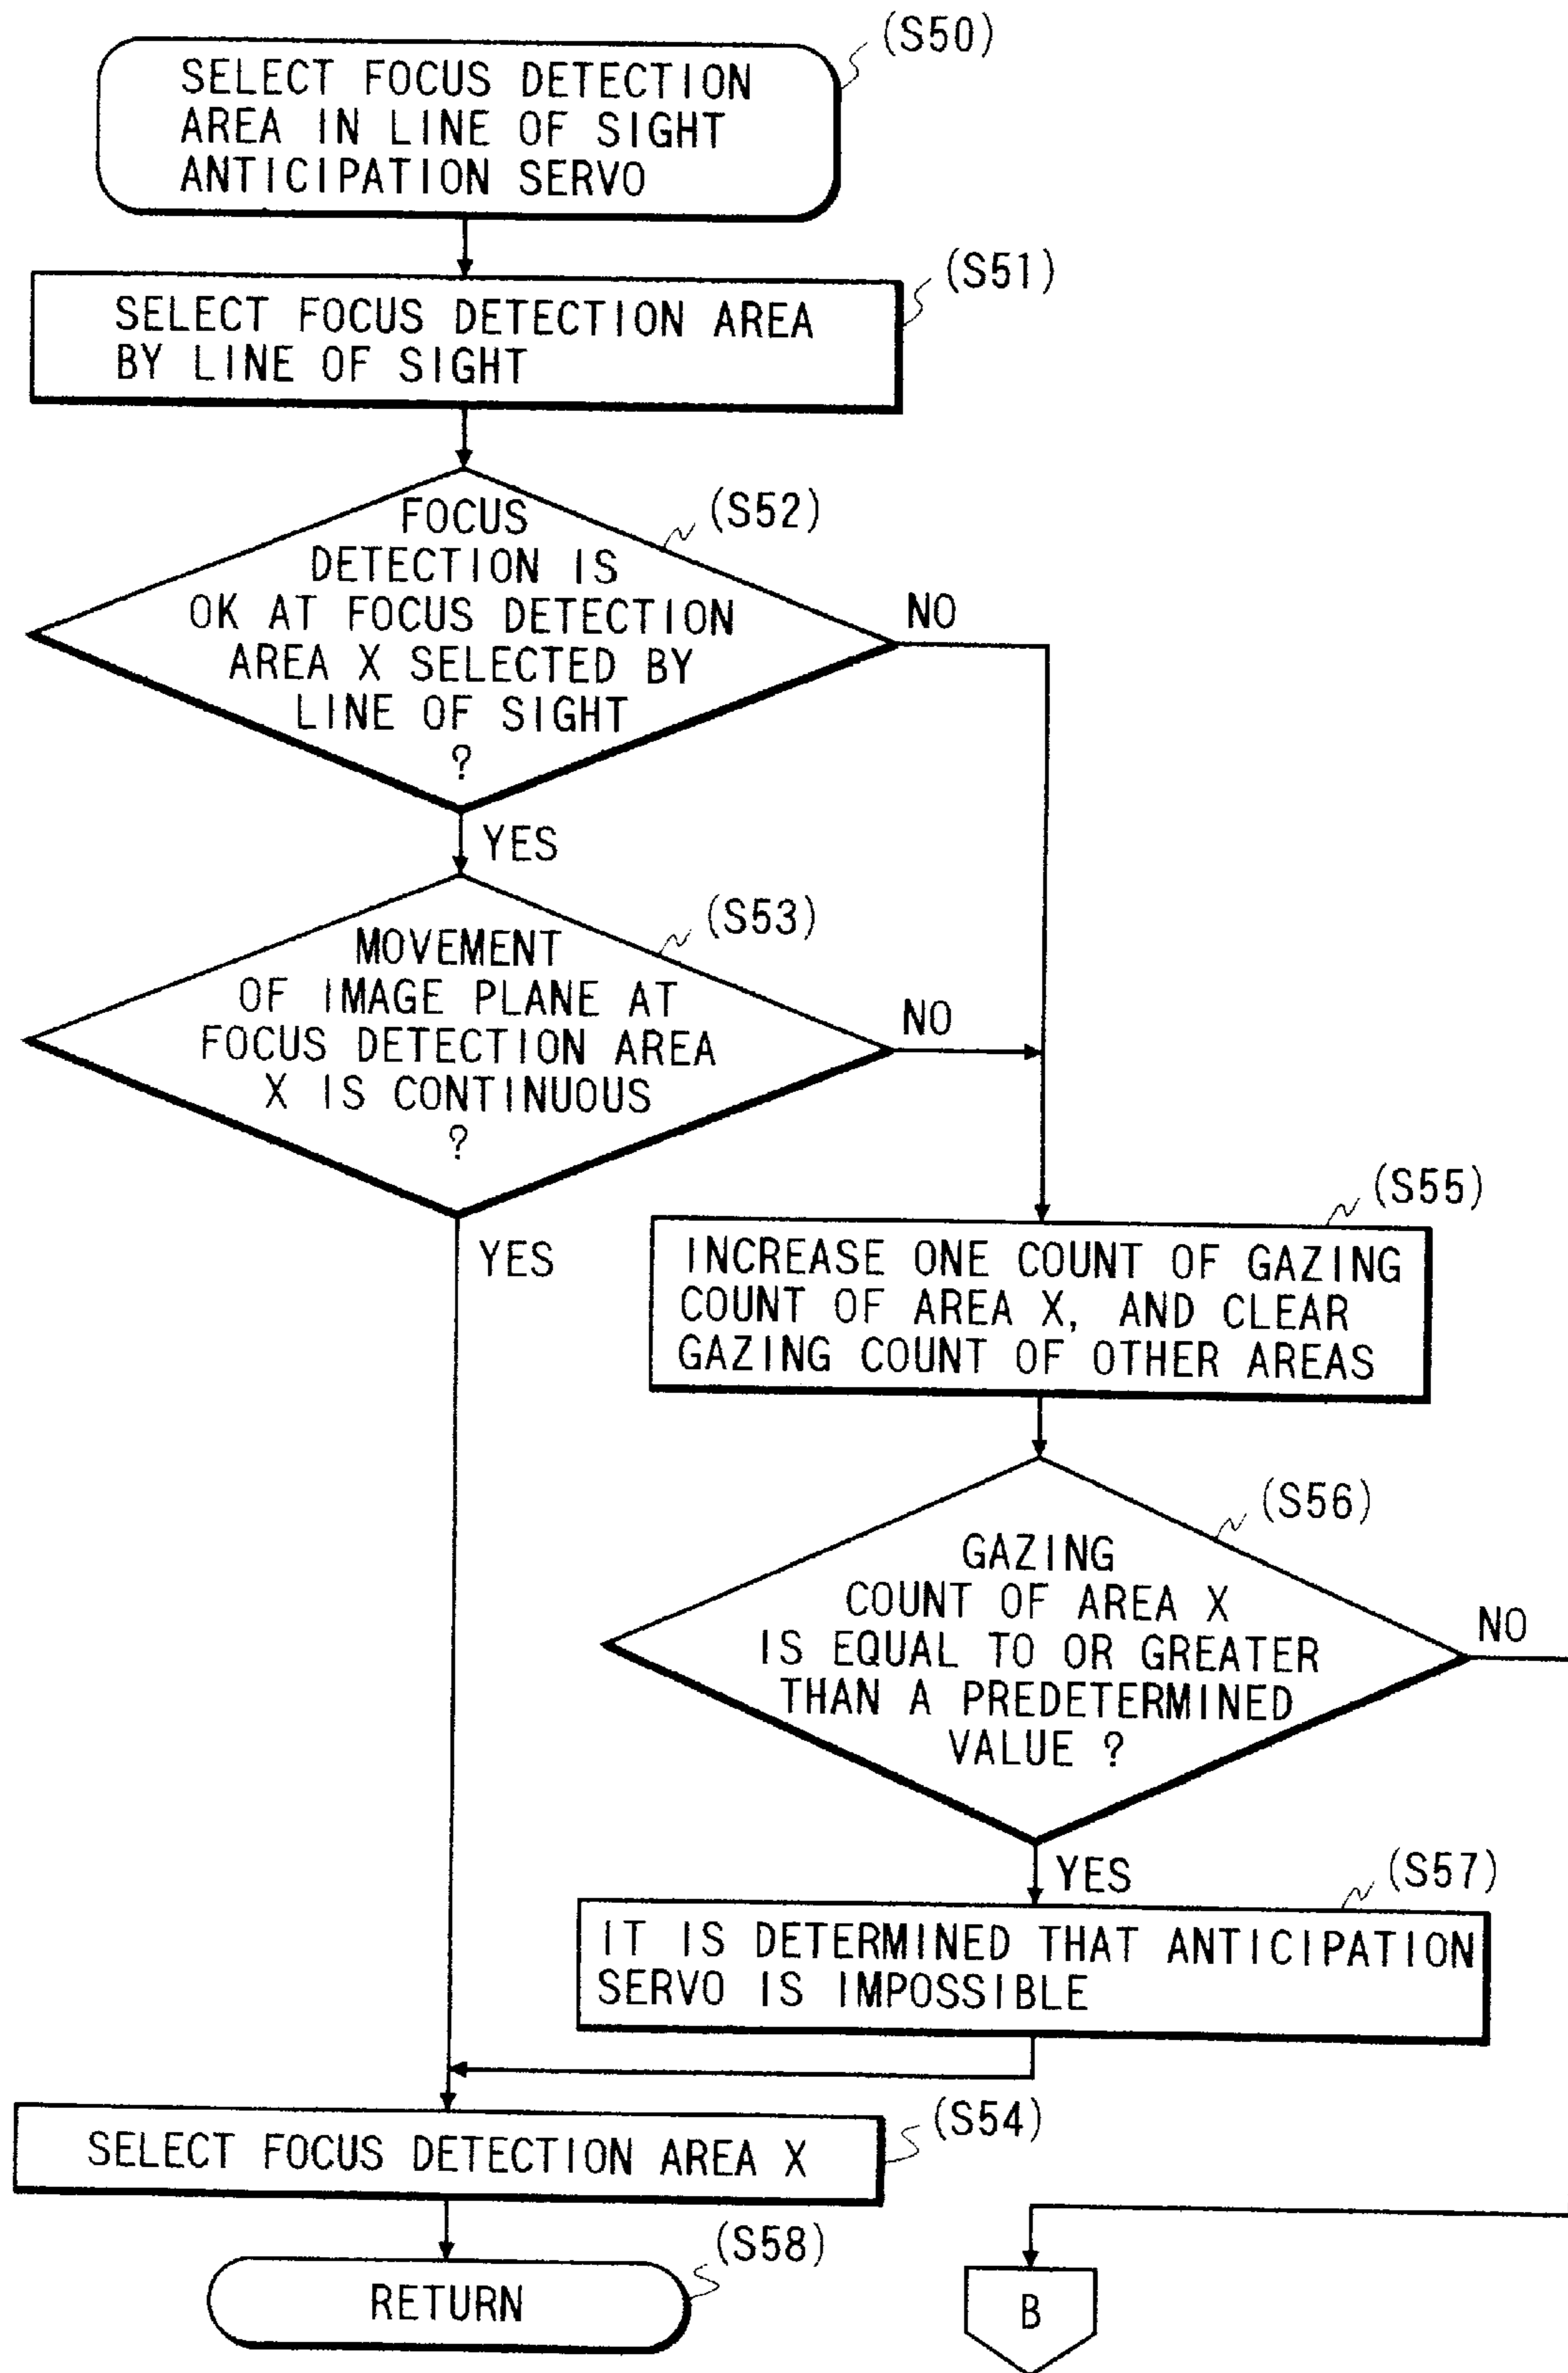 (S50)
SELECT FOCUS DETECTION
AREA IN LINE OF SIGHT
ANTICIPATION SERVO
(S51)
SELECT FOCUS DETECTION AREA
BY LINE OF SIGHT
(S52)
FOCUS
DETECTION IS
OK AT FOCUS DETECTION
AREA X SELECTED BY
LINE OF SIGHT
?
NO
YES
(S53)
MOVEMENT
OF IMAGE PLANE AT
FOCUS DETECTION AREA
X IS CONTINUOUS
?
NO
YES
(S55)
INCREASE ONE COUNT OF GAZING
COUNT OF AREA X, AND CLEAR
GAZING COUNT OF OTHER AREAS
(S56)
GAZING
COUNT OF AREA X
IS EQUAL TO OR GREATER
THAN A PREDETERMINED
VALUE ?
NO
YES
(S57)
IT IS DETERMINED THAT ANTICIPATION
SERVO IS IMPOSSIBLE
(S54)
SELECT FOCUS DETECTION AREA X
(S58)
RETURN
B